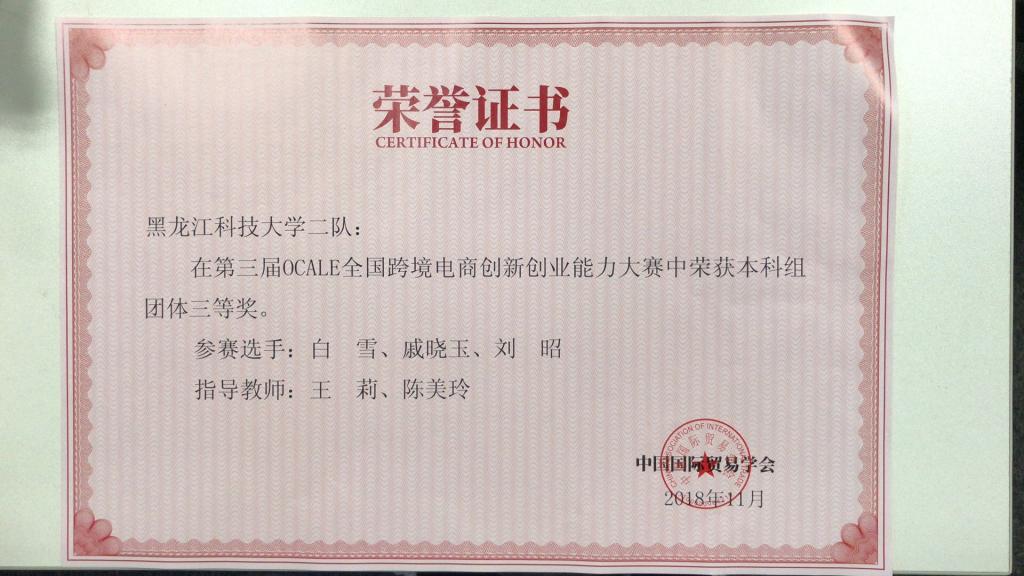 荣誉证书
CERTIFICATE OF HONOR
黑龙江科技大学二队：
在第三届OCALE全国跨境电商创新创业能力大赛中荣获本科组
团体三等奖。
参赛选手：白　雪、戚晓玉、刘　昭
指导教师：王　莉、陈美玲
中国国际贸易学会
2018年11月